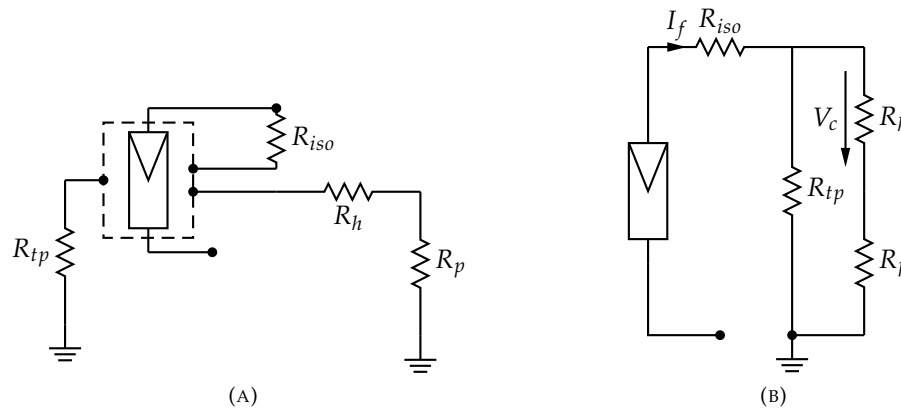 I_f R_iso
R_iso
V_c
R_h
R_tp
R_tp
R_p
(A)
(B)